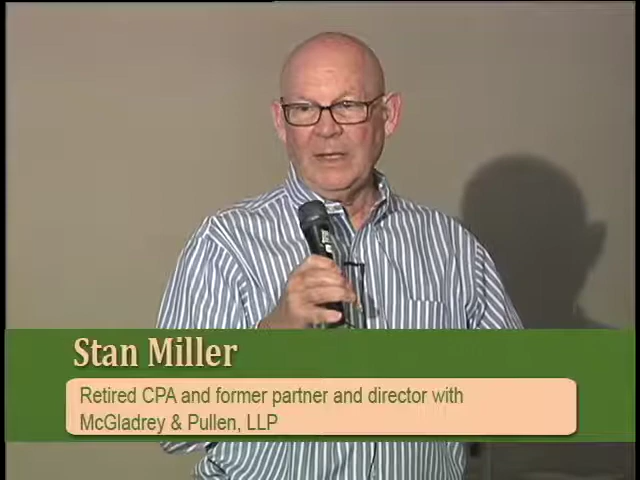 Stan Miller
Retired CPA and former partner and director with
McGladrey & Pullen, LLP